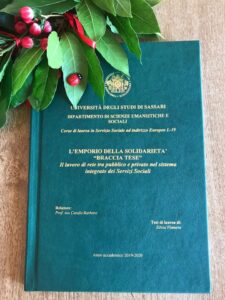 UNIVERSITÀ DEGLI STUDI DI SASSARI
DIPARTIMENTO DI SCIENZE UMANISTICHE E
SOCIALI
Corso di laurea in Servizio Sociale ad indirizzo Europeo L-39
L'EMPORIO DELLA SOLIDARIETA'
"BRACCIA TESE"
Il lavoro di rete tra pubblico e privato nel sistema
integrato dei Servizi Sociali
Relatore:
Prof.
Tesi di laurea di:
Elena
Anno accademico 2019-2020